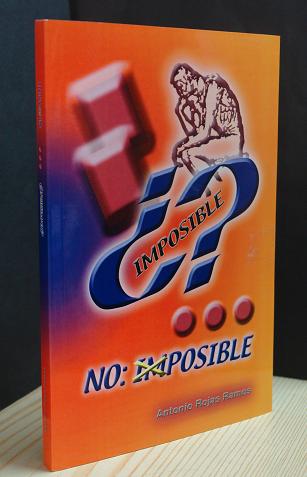 ¿?
IMPOSIBLE
NO: IMPOSIBLE
Antonio Rojas Ramos